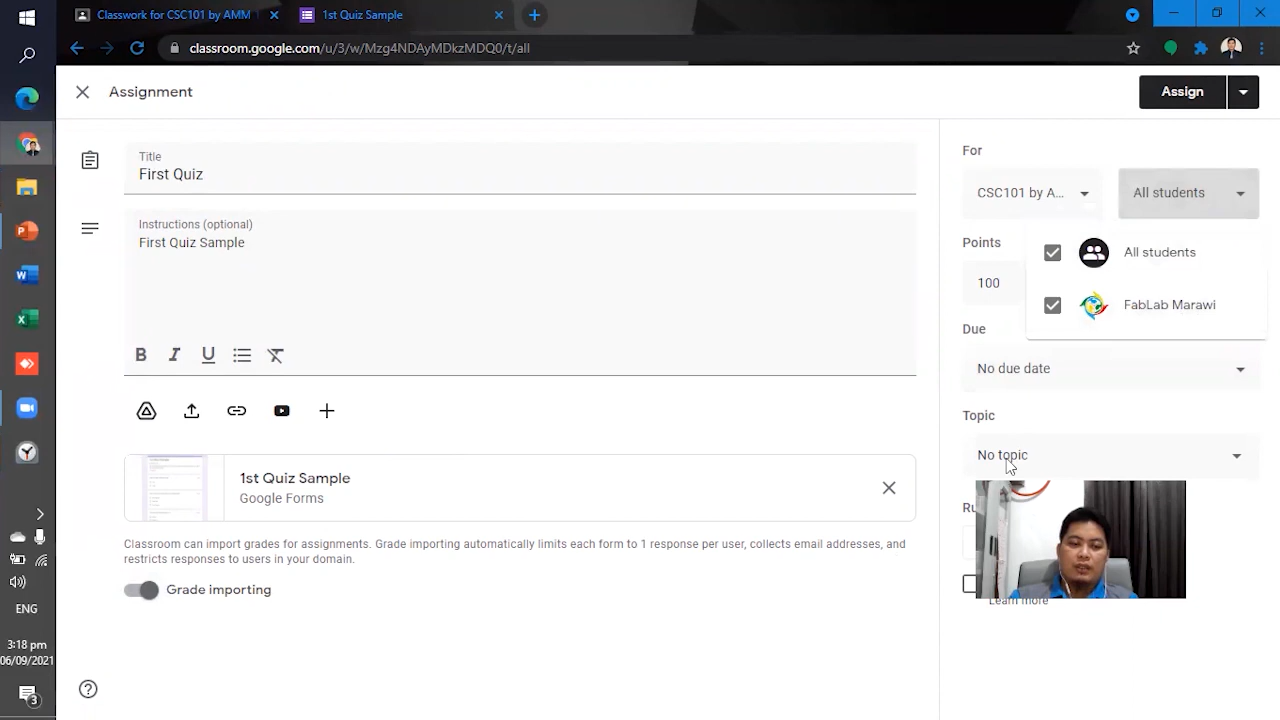 Classwork for CSC101 by AMM
1st Quiz Sample
classroom.google.com/u/3/w/Mzg4NDAyMDkzMDQ0/t/all
Assignment
Assign
Title
First Quiz
Instructions (optional)
First Quiz Sample
B I U
1st Quiz Sample
Google Forms
Classroom can import grades for assignments. Grade importing automatically limits each form to 1 response per user, collects email addresses, and
restricts responses to users in your domain.
Grade importing
For
CSC101 by A...
All students
All students
FabLab Marawi
Points
100
Due
No due date
Topic
No topic
Learn more
ENG
3:18 pm
06/09/2021
3